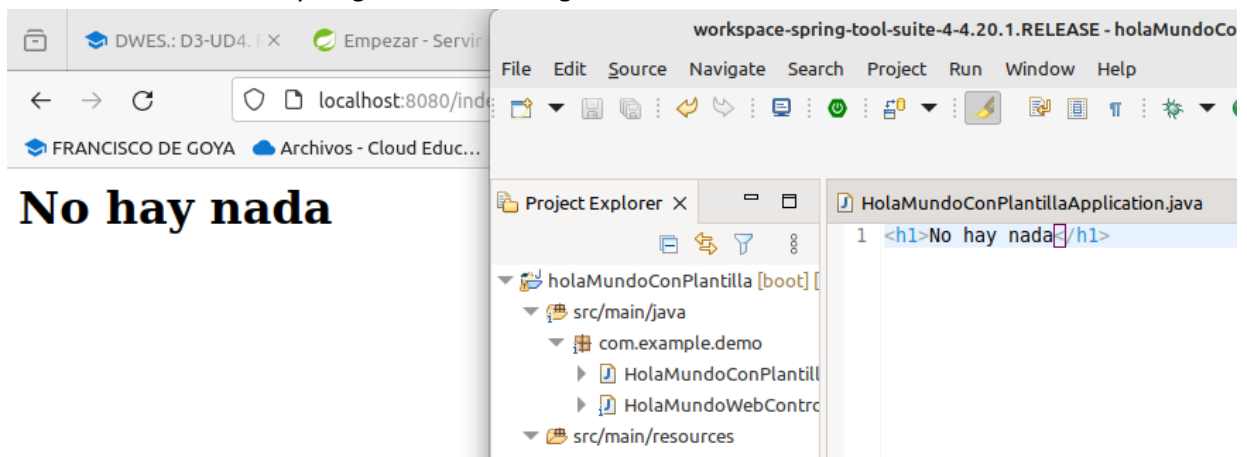 DWES.: D3-UD4. F
Empezar - Servir
localhost:8080/inde
FRANCISCO DE GOYA
Archivos - Cloud Educ...
No hay nada
workspace-spring-tool-suite-4-4.20.1.RELEASE - holaMundoCo
File Edit Source Navigate Search Project Run Window Help
Project Explorer
HolaMundoConPlantillaApplication.java
1 <h1>No hay nada</h1>
holaMundoConPlantilla [boot] [
src/main/java
com.example.demo
HolaMundoConPlantill
HolaMundoWebContro
src/main/resources